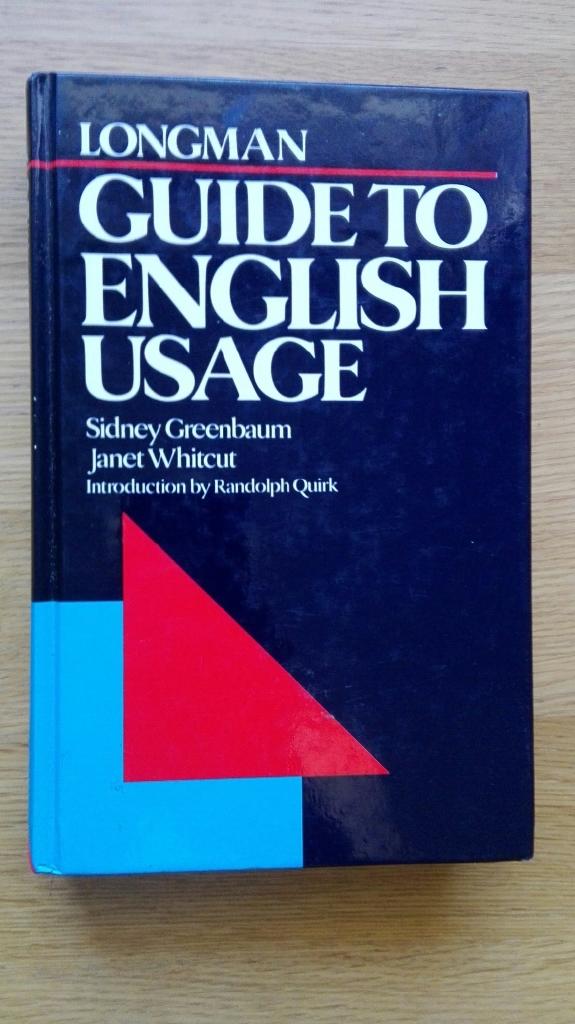 LONGMAN
GUIDE TO
ENGLISH
USAGE
Sidney Greenbaum
Janet Whitcut
Introduction by Randolph Quirk